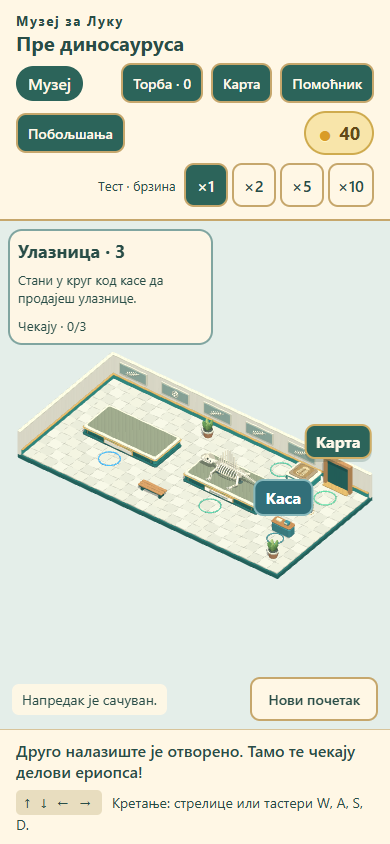 Музеј за Луку
Пре диносауруса
Музеј
Торба · 0
Карта
Помоћник
Побољшања
40
Тест · брзина
×1
×2
×5
×10
Улазница · 3
Стани у круг код касе да
продајеш улазнице.
Чекају · 0/3
Карта
Каса
Напредак је сачуван.
Нови почетак
Друго налазиште је отворено. Тамо те чекају
делови ериопса!
↑ ↓ ← → Кретање: стрелице или тастери W, A, S,
D.